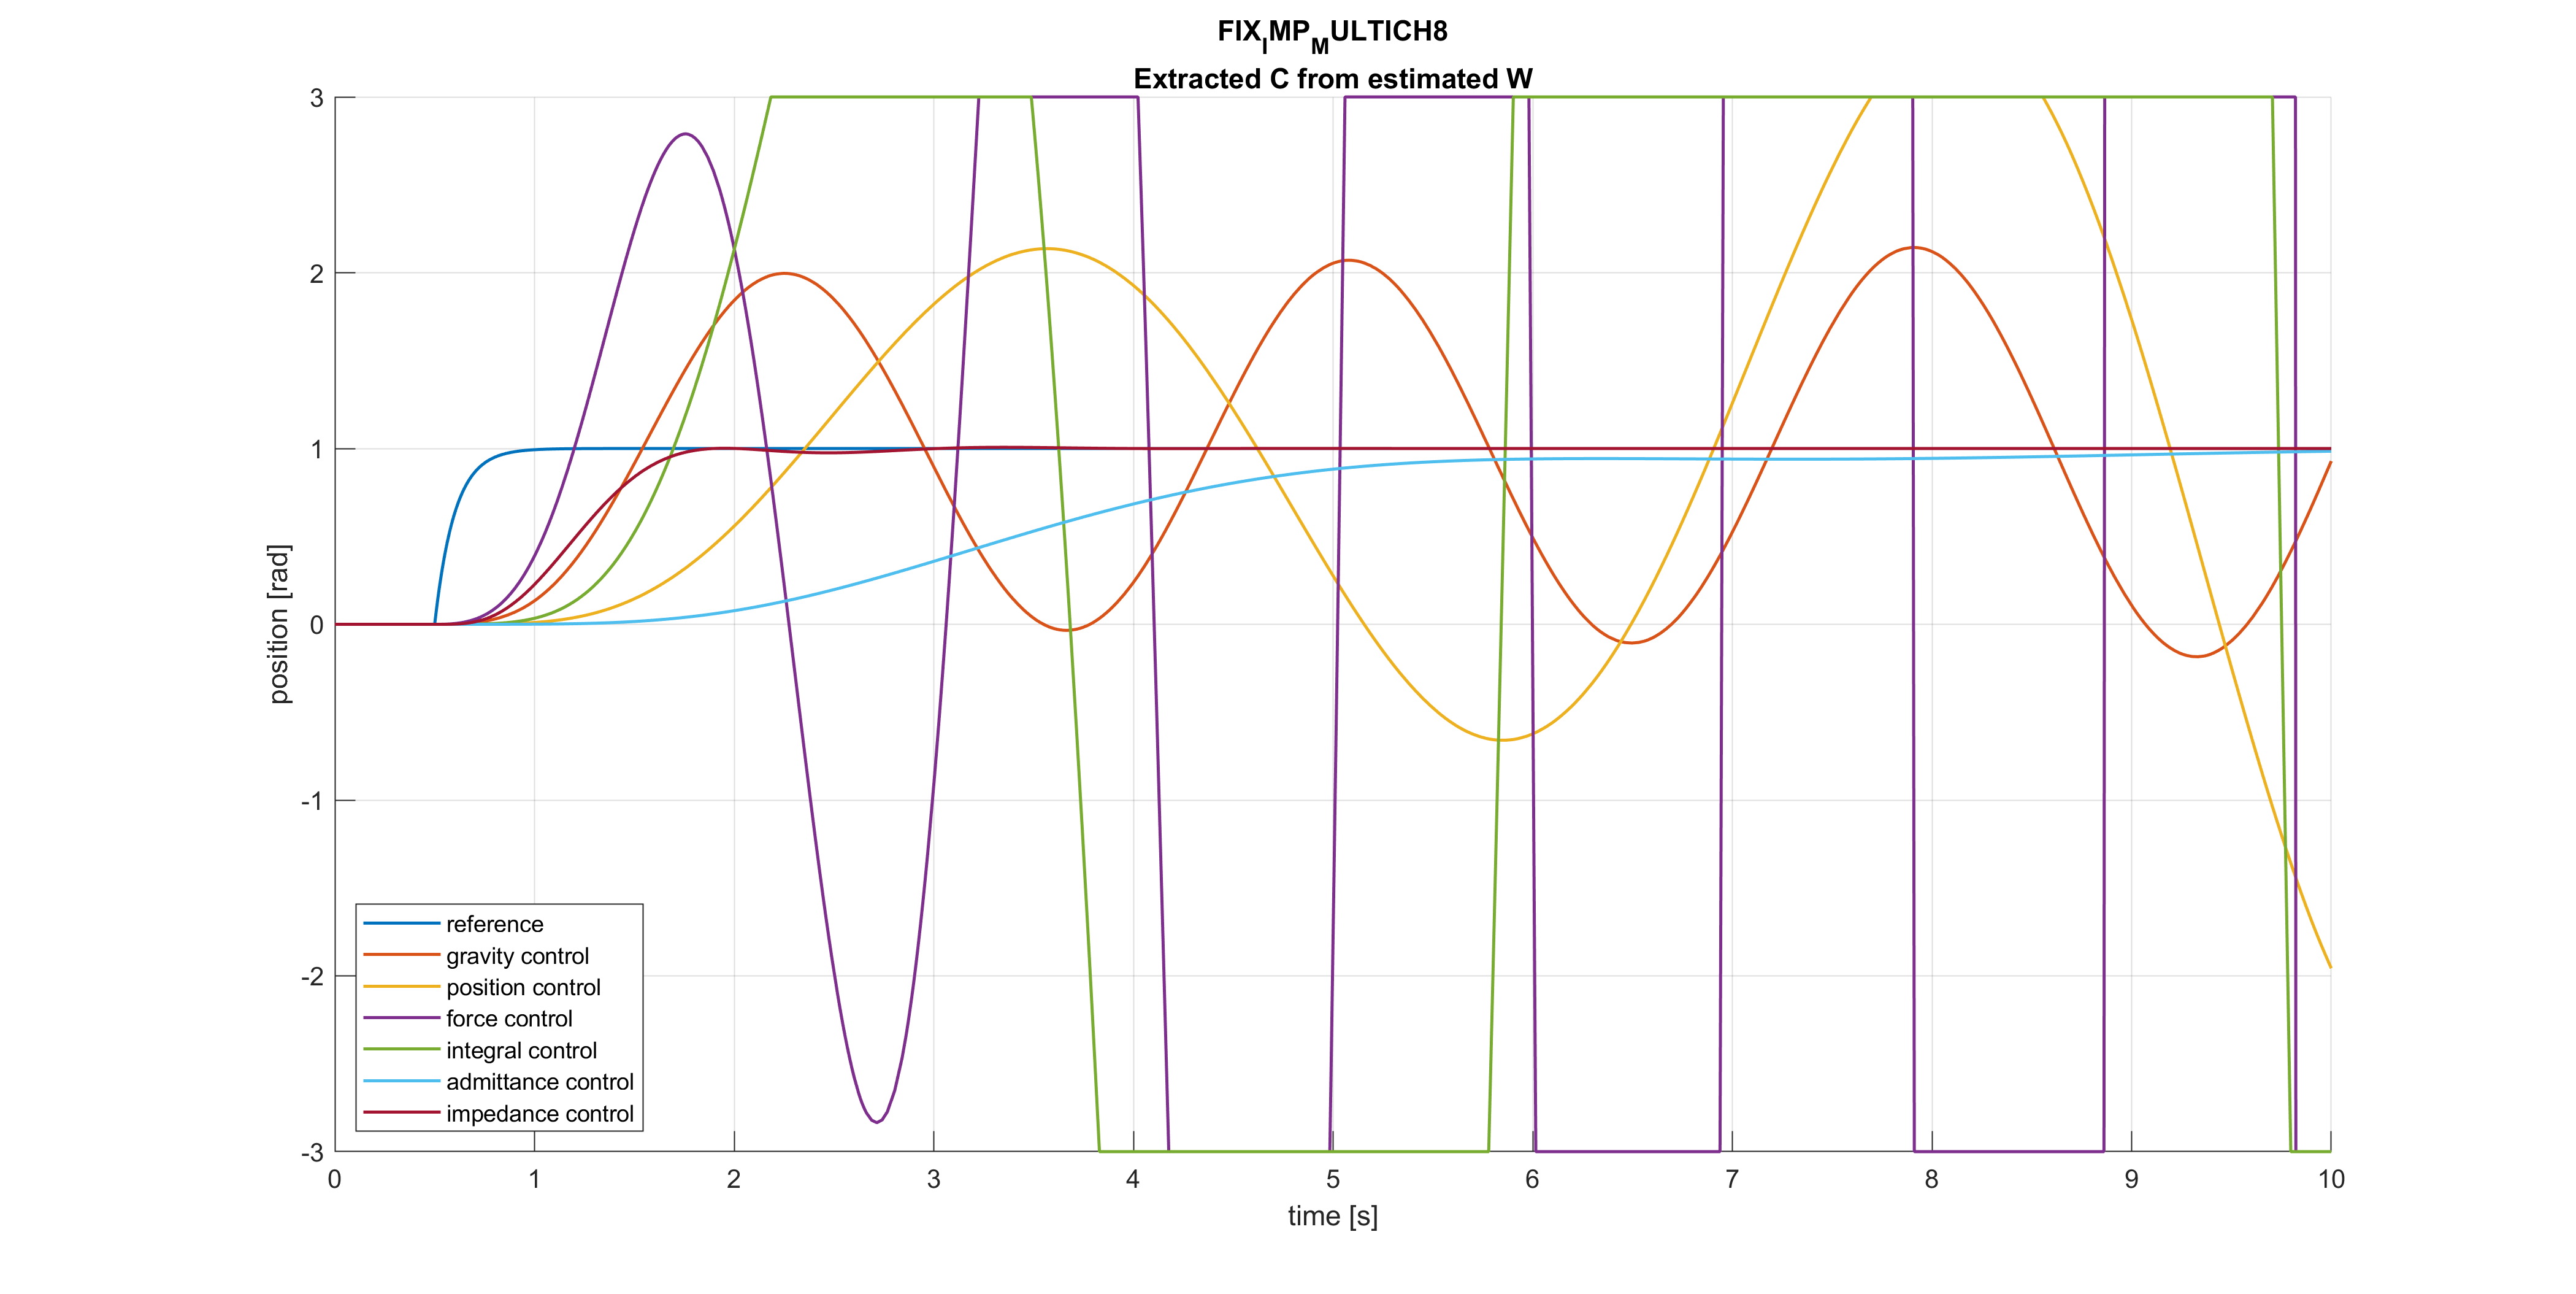 FIX_IMP_MULTICH8
Extracted C from estimated W
3
2
1
0
-1
-2
-3
position [rad]
reference
gravity control
position control
force control
integral control
admittance control
impedance control
0 1 2 3 4 5 6 7 8 9 10
time [s]